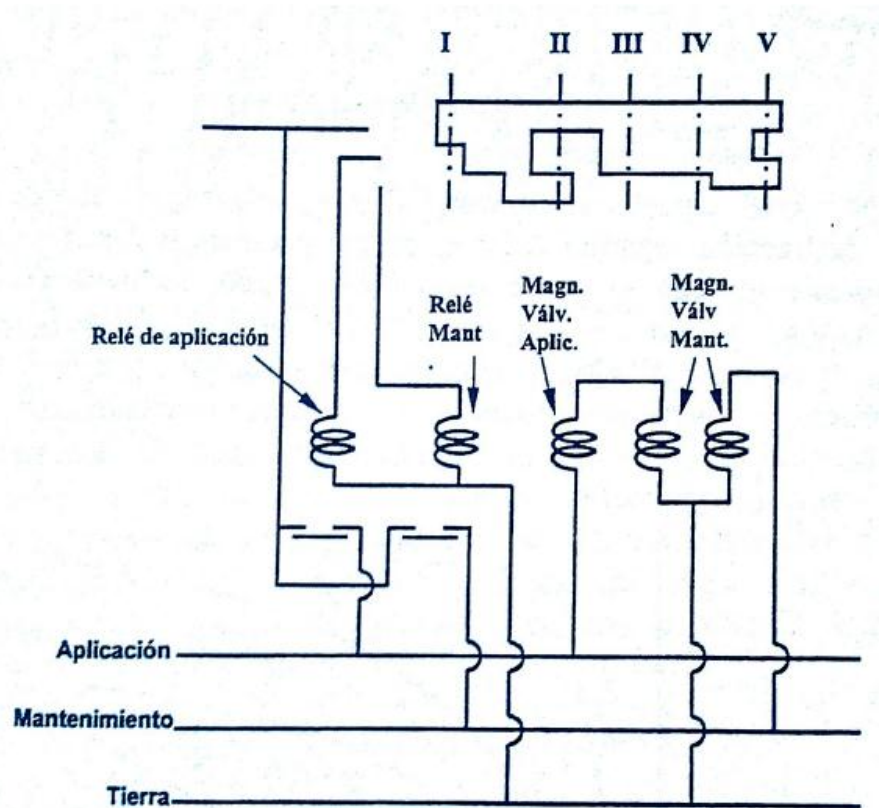 I II III IV V
Relé de aplicación
Relé
Mant
Magn.
Válv.
Aplic.
Magn.
Válv
Mant.
Aplicación
Mantenimiento
Tierra